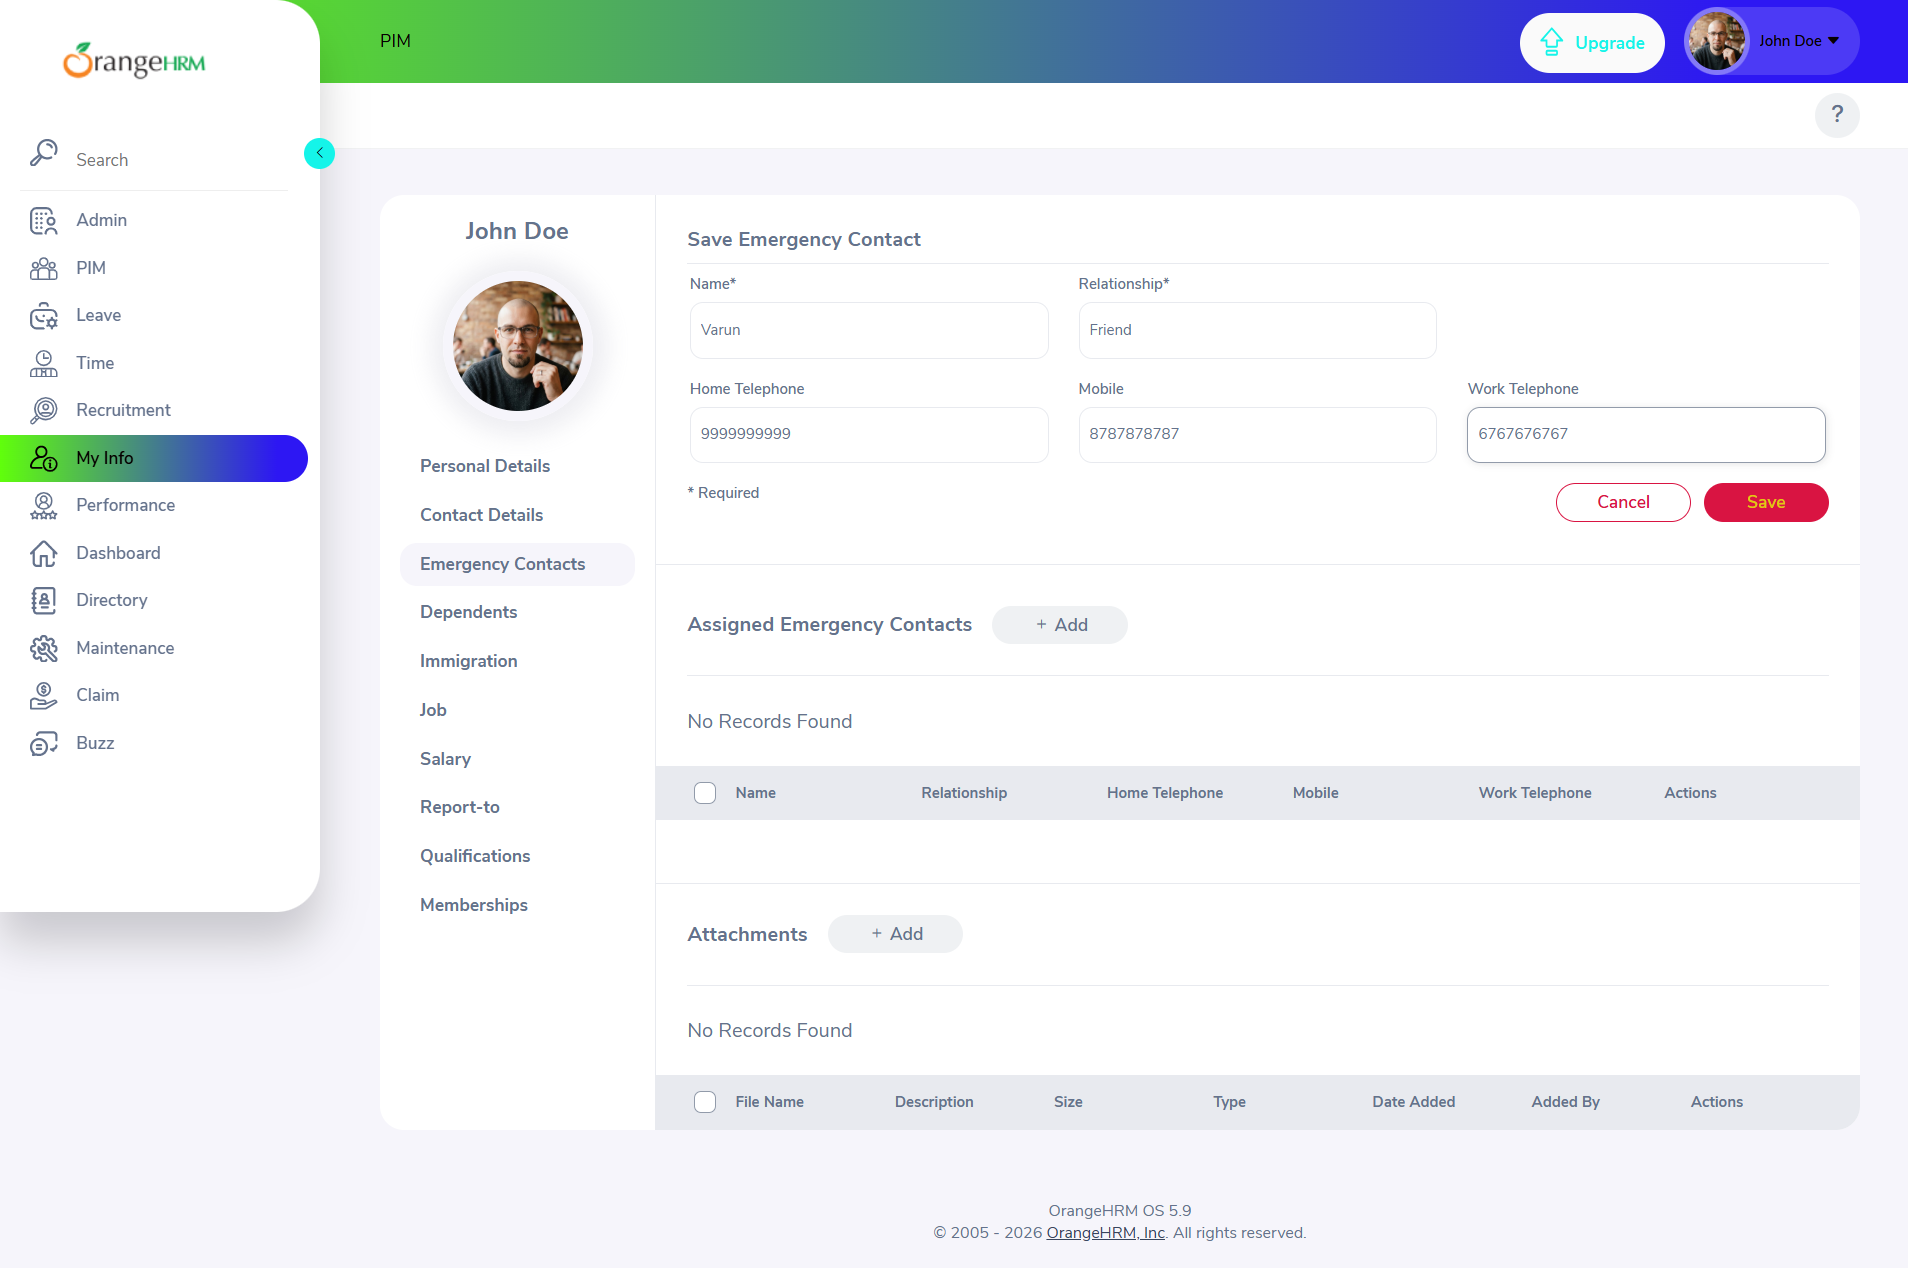 OrangeHRM
Search
Admin
PIM
Leave
Time
Recruitment
My Info
Performance
Dashboard
Directory
Maintenance
Claim
Buzz
PIM
Upgrade
John Doe
?
John Doe
Personal Details
Contact Details
Emergency Contacts
Dependents
Immigration
Job
Salary
Report-to
Qualifications
Memberships
Save Emergency Contact
Name* Relationship*
Varun Friend
Home Telephone Mobile Work Telephone
9999999999 8787878787 6767676767
* Required Cancel Save
Assigned Emergency Contacts + Add
No Records Found
Name Relationship Home Telephone Mobile Work Telephone Actions
Attachments + Add
No Records Found
File Name Description Size Type Date Added Added By Actions
OrangeHRM OS 5.9
© 2005 - 2026 OrangeHRM, Inc. All rights reserved.